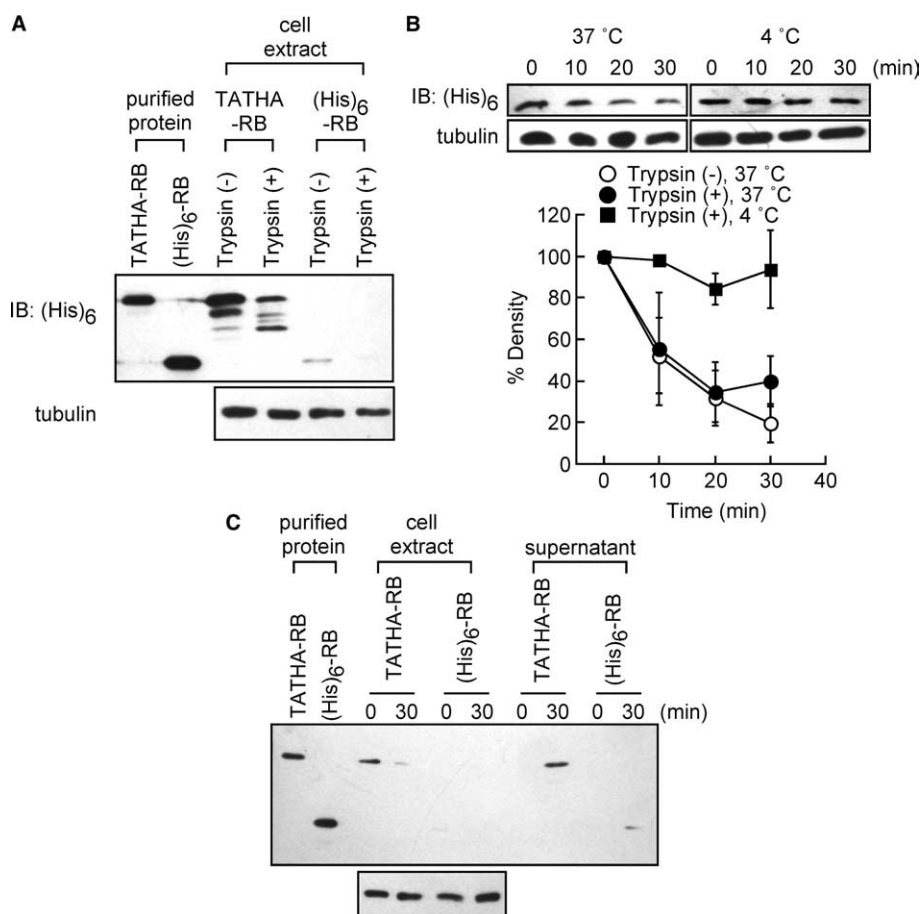 A
cell
extract
purified
protein
TATHA
-RB
(His)6
-RB
TATHA-RB
(His)6-RB
Trypsin (-)
Trypsin (+)
Trypsin (-)
Trypsin (+)
IB: (His)6
tubulin
B
37 °C 4 °C
0 10 20 30 0 10 20 30 (min)
IB: (His)6
tubulin
Trypsin (-), 37 °C
Trypsin (+), 37 °C
Trypsin (+), 4 °C
% Density
120
100
80
60
40
20
0
0 10 20 30 40
Time (min)
C
purified
protein
cell
extract
supernatant
TATHA-RB
(His)6-RB
TATHA-RB
(His)6-RB
TATHA-RB
(His)6-RB
0 30 0 30 0 30 0 30 (min)